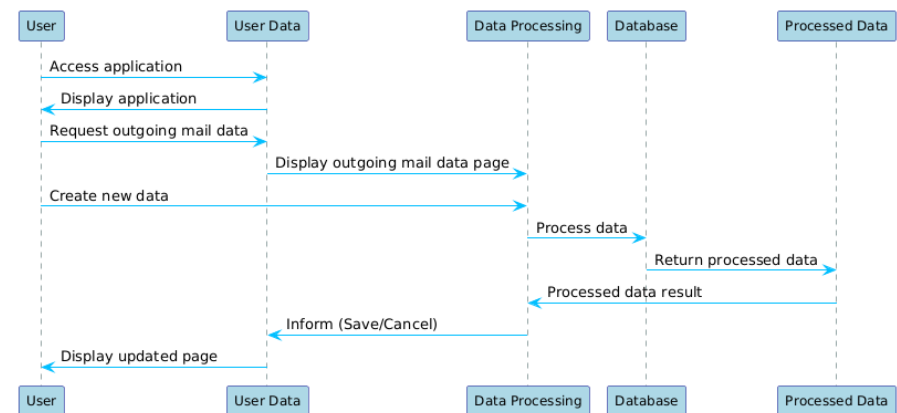 User
User Data
Data Processing
Database
Processed Data
Access application
Display application
Request outgoing mail data
Display outgoing mail data page
Create new data
Process data
Return processed data
Processed data result
Inform (Save/Cancel)
Display updated page
User
User Data
Data Processing
Database
Processed Data